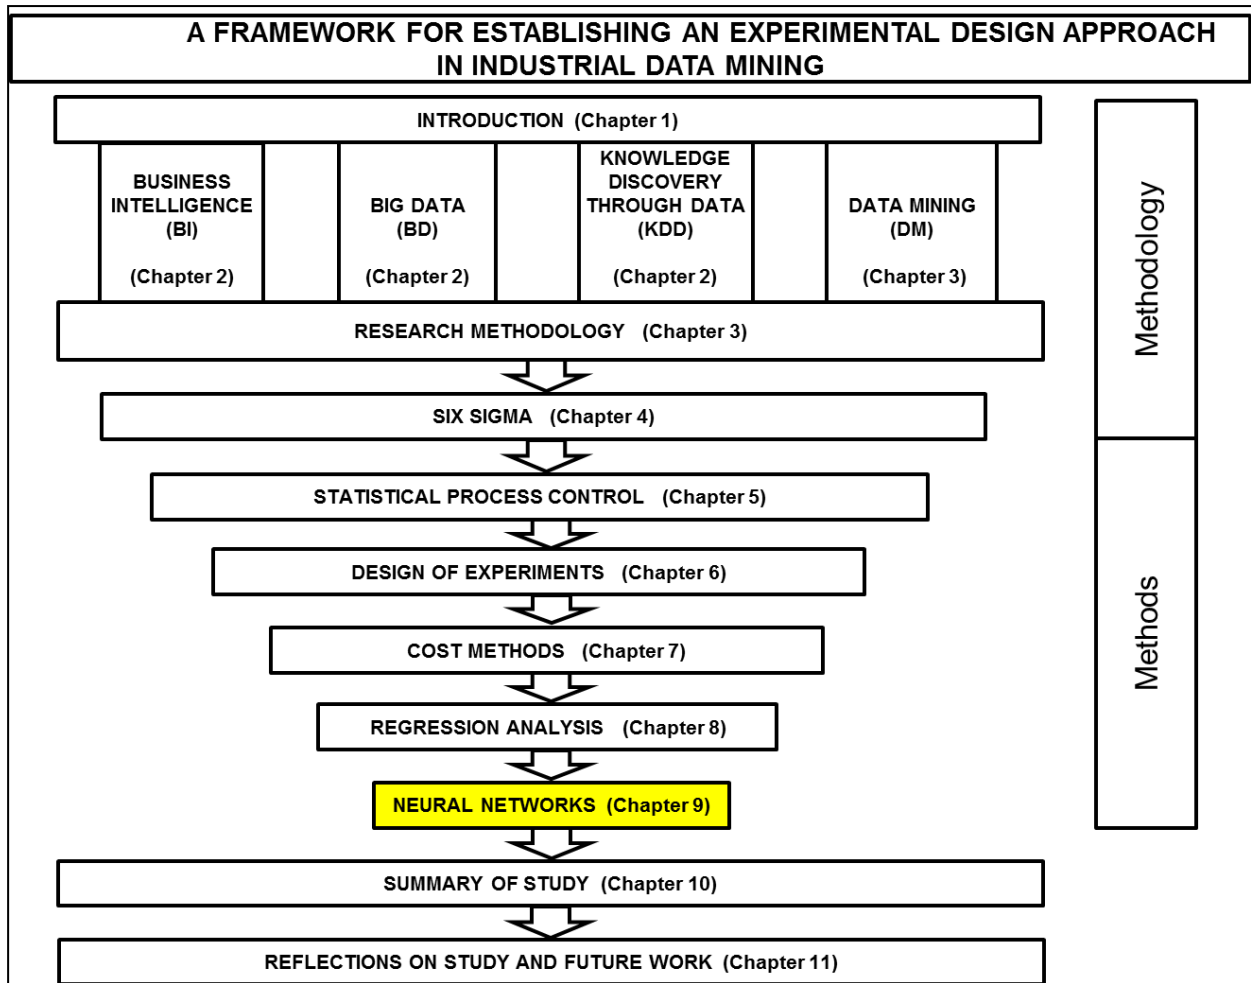 A FRAMEWORK FOR ESTABLISHING AN EXPERIMENTAL DESIGN APPROACH
IN INDUSTRIAL DATA MINING
INTRODUCTION (Chapter 1)
BUSINESS
INTELLIGENCE
(BI)
(Chapter 2)
BIG DATA
(BD)
(Chapter 2)
KNOWLEDGE
DISCOVERY
THROUGH DATA
(KDD)
(Chapter 2)
DATA MINING
(DM)
(Chapter 3)
RESEARCH METHODOLOGY (Chapter 3)
SIX SIGMA (Chapter 4)
Methodology
STATISTICAL PROCESS CONTROL (Chapter 5)
DESIGN OF EXPERIMENTS (Chapter 6)
COST METHODS (Chapter 7)
REGRESSION ANALYSIS (Chapter 8)
NEURAL NETWORKS (Chapter 9)
Methods
SUMMARY OF STUDY (Chapter 10)
REFLECTIONS ON STUDY AND FUTURE WORK (Chapter 11)